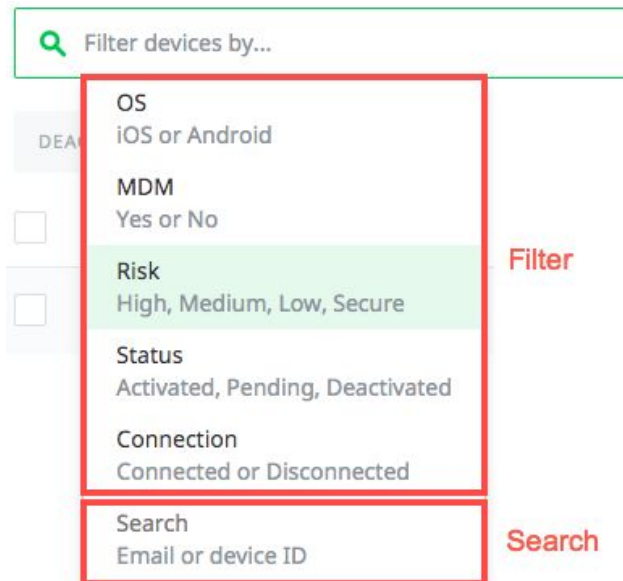 Filter devices by...
OS
iOS or Android
DEA
MDM
Yes or No
Risk
High, Medium, Low, Secure
Filter
Status
Activated, Pending, Deactivated
Connection
Connected or Disconnected
Search
Email or device ID
Search